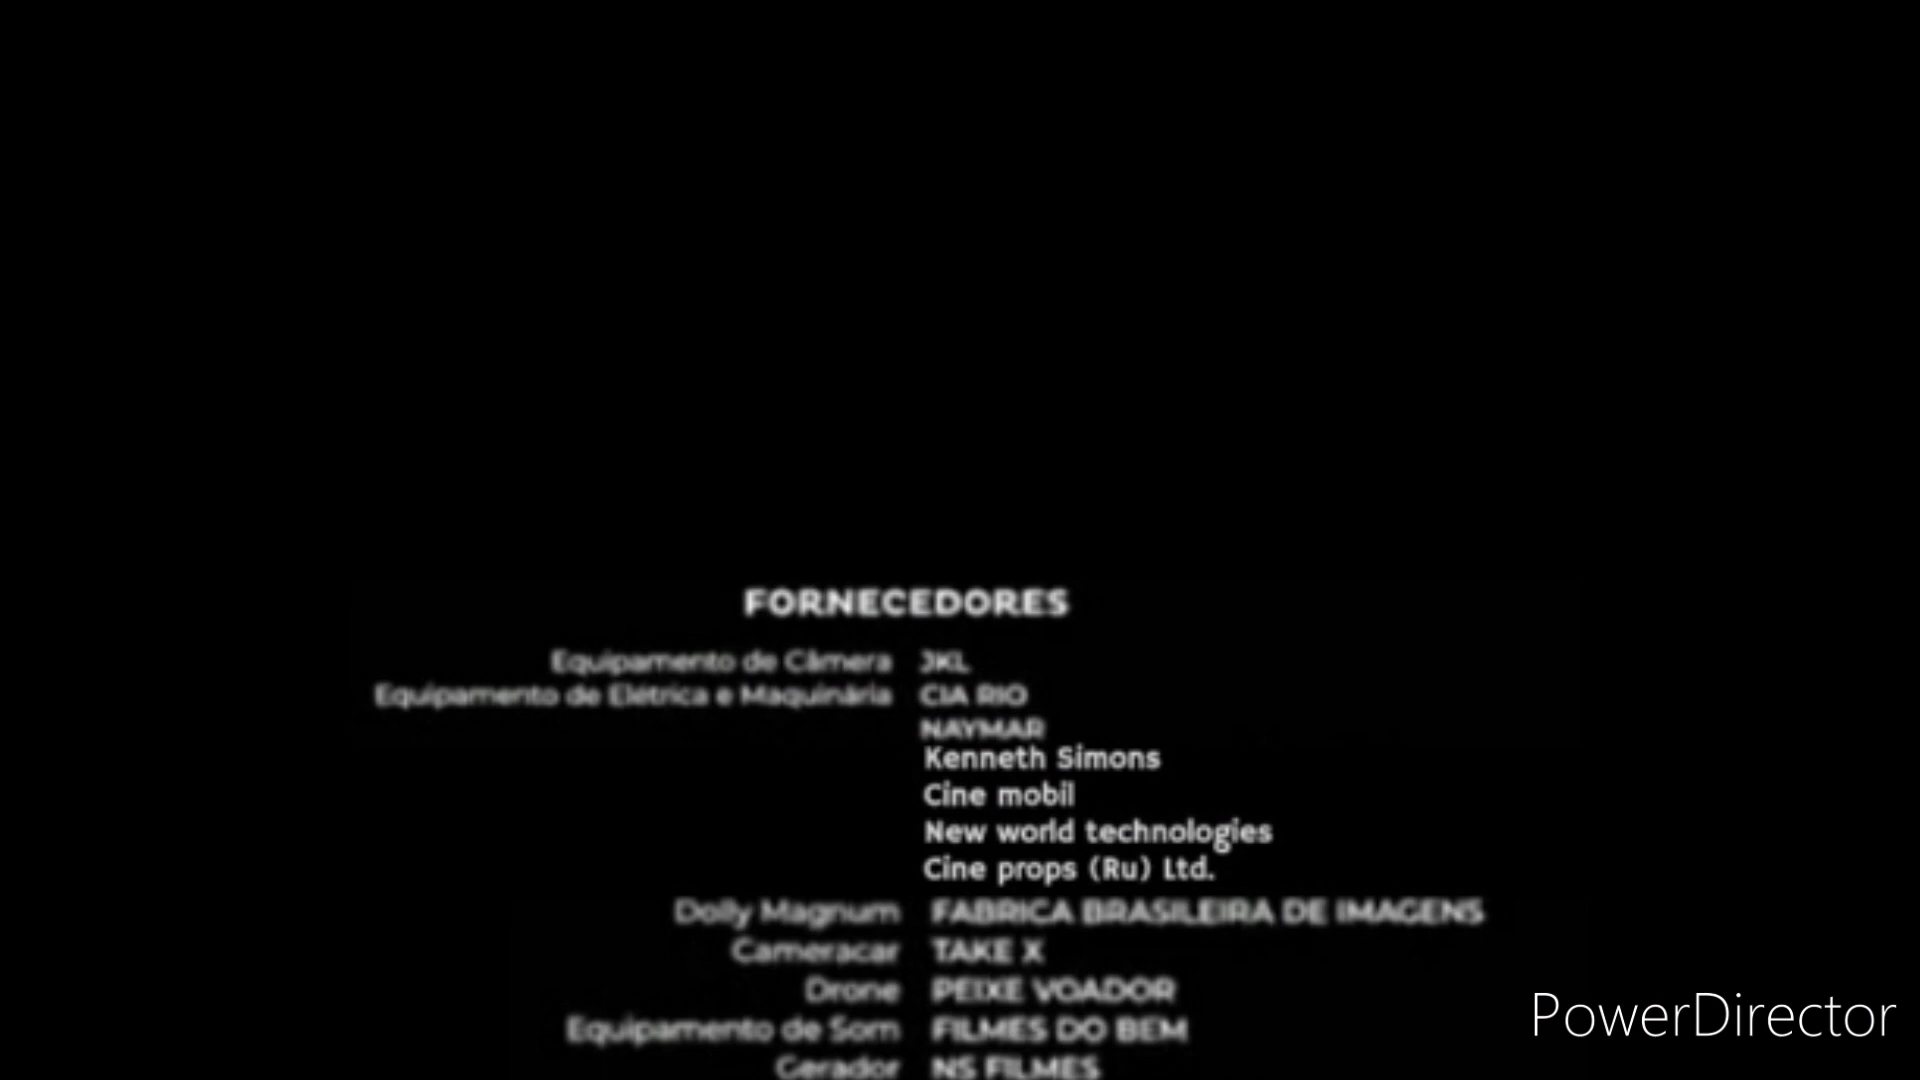 FORNECEDORES
Equipamento de Câmera JKL
Equipamento de Elétrica e Maquinária CIA RIO
NAYMAR
Kenneth Simons
Cine mobil
New world technologies
Cine props (Ru) Ltd.
Dolly Magnum FABRICA BRASILEIRA DE IMAGENS
Cameracar TAKE X
Drone PEIXE VOADOR
Equipamento de Som FILMES DO BEM
Gerador NS FILMES
PowerDirector